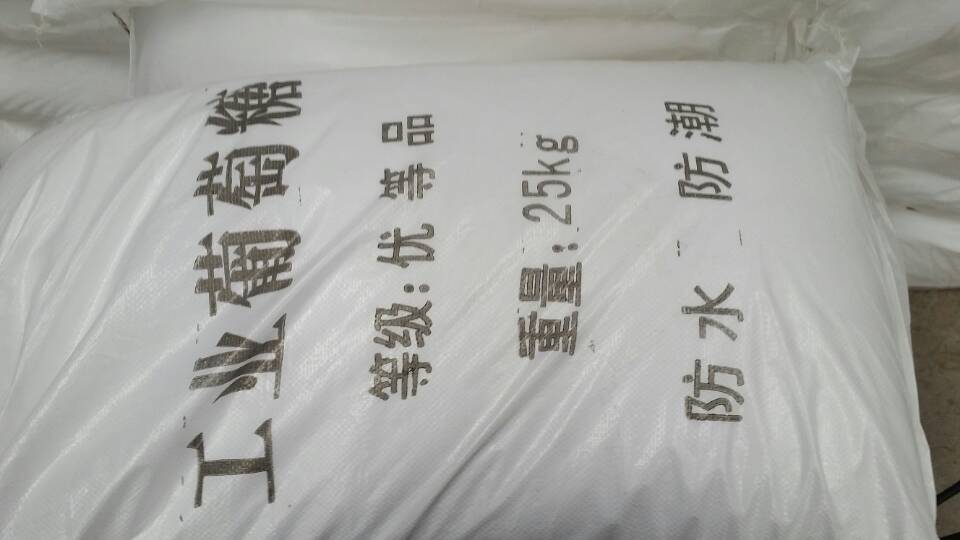 工业葡萄糖
等级:优等品
重量:25kg
防水 防潮